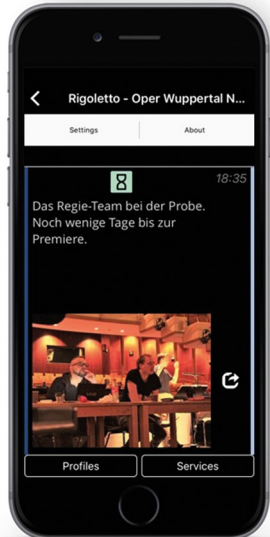 Rigoletto - Oper Wuppertal N...
Settings
About
18:35
Das Regie-Team bei der Probe.
Noch wenige Tage bis zur
Premiere.
Profiles
Services